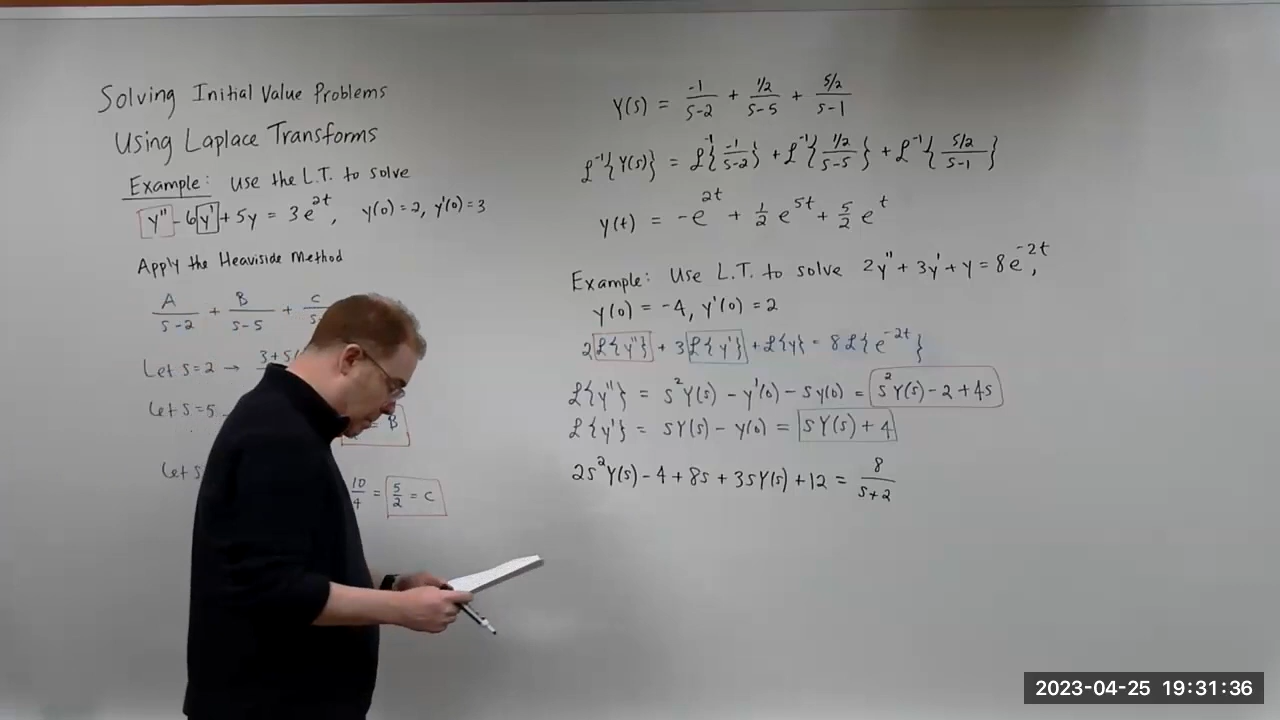 Solving Initial Value Problems
Using Laplace Transforms
Example: Use the L.T. to solve
y'' - 6y' + 5y = 3e^{2t}, y(0) = 2, y'(0) = 3
Apply the Heaviside Method
A/(s-2) + B/(s-5) + C/
Let s=2 →
Let s=5
= B
Let s
10/4 = 5/2 = C
Y(s) = -1/(s-2) + 1/2/(s-5) + 5/2/(s-1)
ℒ^{-1}{Y(s)} = ℒ^{-1}{-1/(s-2)} + ℒ^{-1}{1/2/(s-5)} + ℒ^{-1}{5/2/(s-1)}
y(t) = -e^{2t} + 1/2 e^{5t} + 5/2 e^{t}
Example: Use L.T. to solve 2y'' + 3y' + y = 8e^{-2t},
y(0) = -4, y'(0) = 2
2ℒ{y''} + 3ℒ{y'} + ℒ{y} = 8ℒ{e^{-2t}}
ℒ{y''} = s²Y(s) - y'(0) - sy(0) = s²Y(s) - 2 + 4s
ℒ{y'} = sY(s) - y(0) = sY(s) + 4
2s²Y(s) - 4 + 8s + 3sY(s) + 12 = 8/(s+2)
2023-04-25 19:31:36